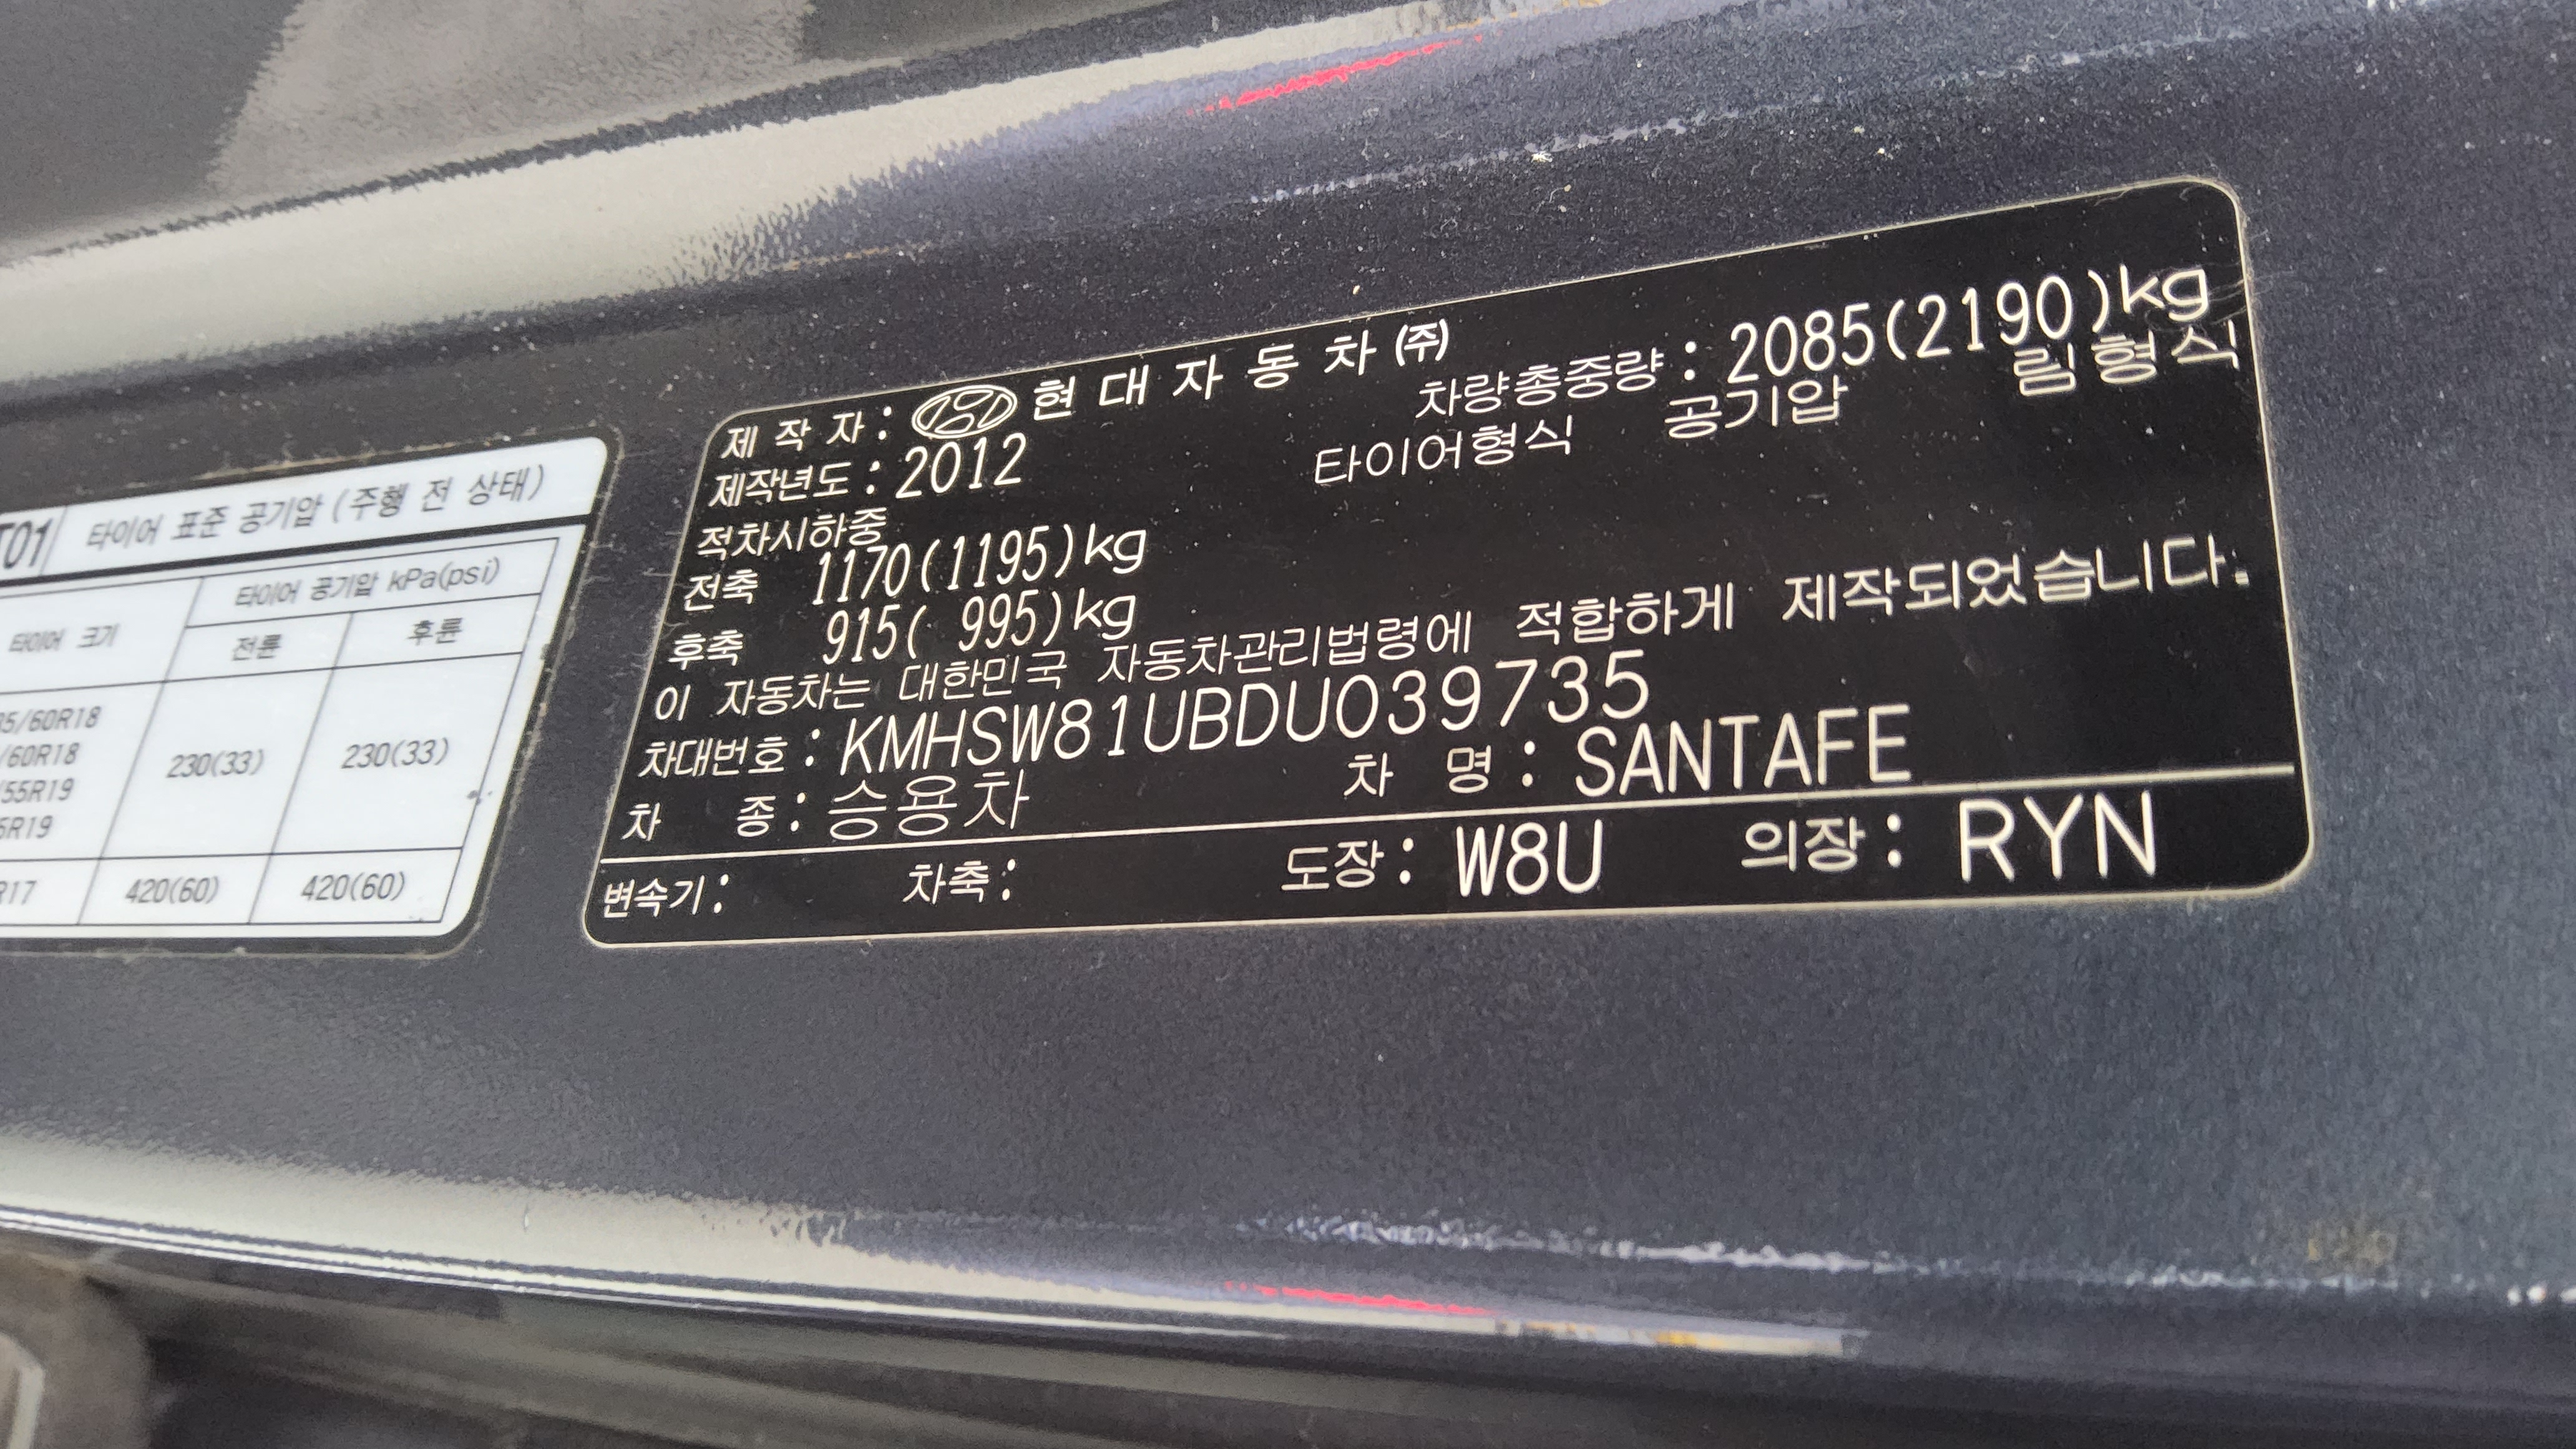 T01 타이어 표준 공기압 (주행 전 상태)
타이어 크기 타이어 공기압 kPa(psi)
전륜 후륜
5/60R18
/60R18
/55R19
5R19
230(33) 230(33)
R17 420(60) 420(60)
제 작 자 : 현 대 자 동 차 ㈜
제작년도 : 2012 차량총중량 : 2085(2190)kg
타이어형식 공기압 림형식
적차시하중
전축 1170(1195)kg
후축 915( 995)kg
이 자동차는 대한민국 자동차관리법령에 적합하게 제작되었습니다.
차대번호 : KMHSW81UBDU039735
차 종 : 승용차 차 명 : SANTAFE
변속기 : 차축 : 도장 : W8U 의장 : RYN